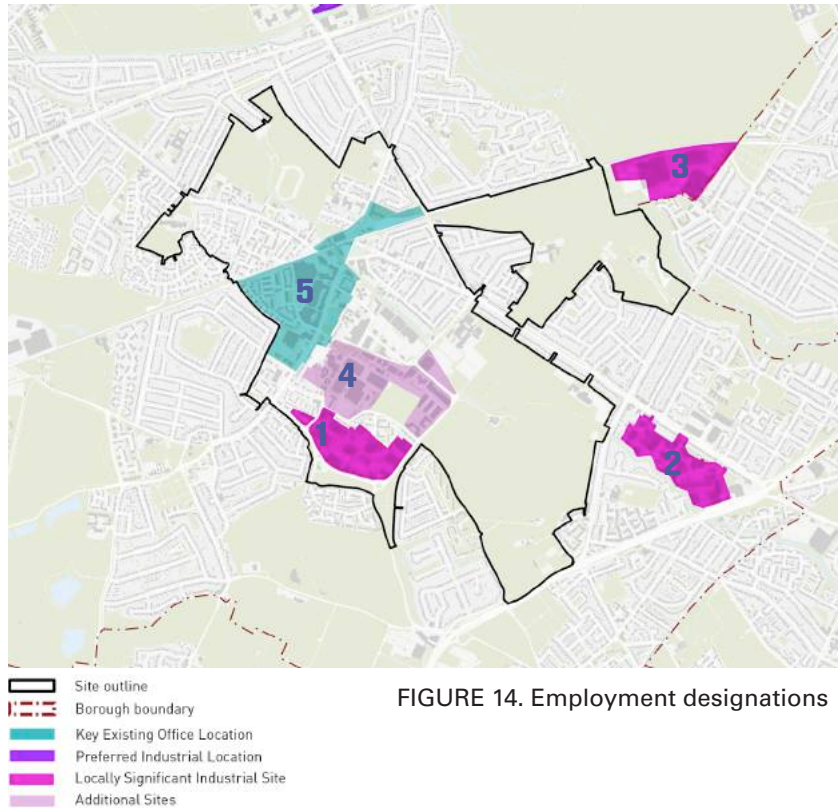 3
5
4
1
2
FIGURE 14. Employment designations
Site outline
Borough boundary
Key Existing Office Location
Preferred Industrial Location
Locally Significant Industrial Site
Additional Sites